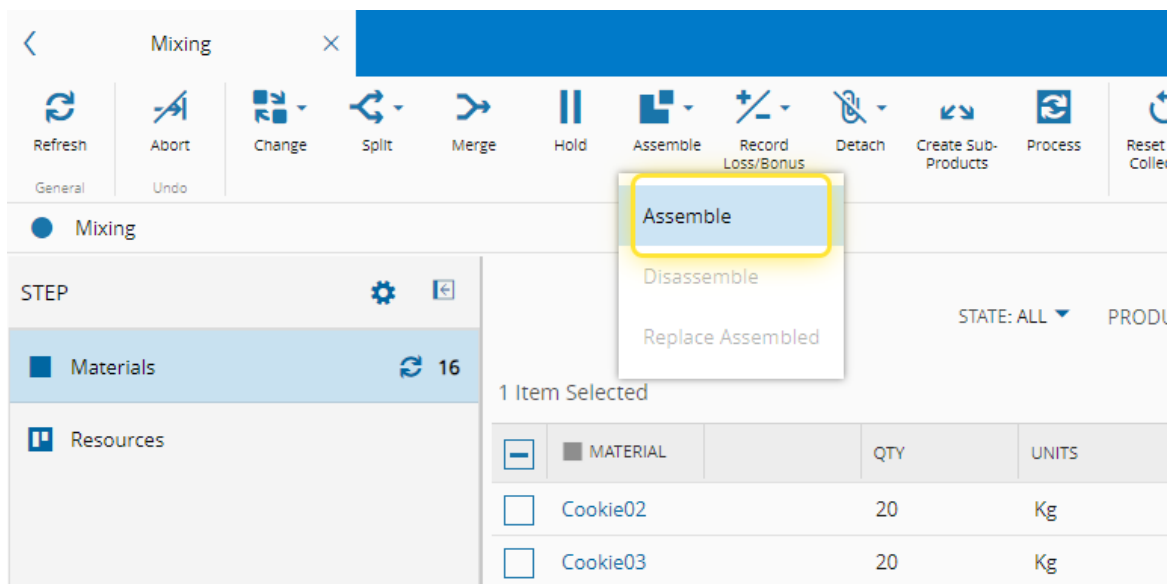 Mixing
Refresh
Abort
Change
Split
Merge
Hold
Assemble
Record
Loss/Bonus
Detach
Create Sub-
Products
Process
Reset
General
Undo
Mixing
Assemble
Disassemble
Replace Assembled
STEP
Materials 16
Resources
STATE: ALL
1 Item Selected
MATERIAL QTY UNITS
Cookie02 20 Kg
Cookie03 20 Kg